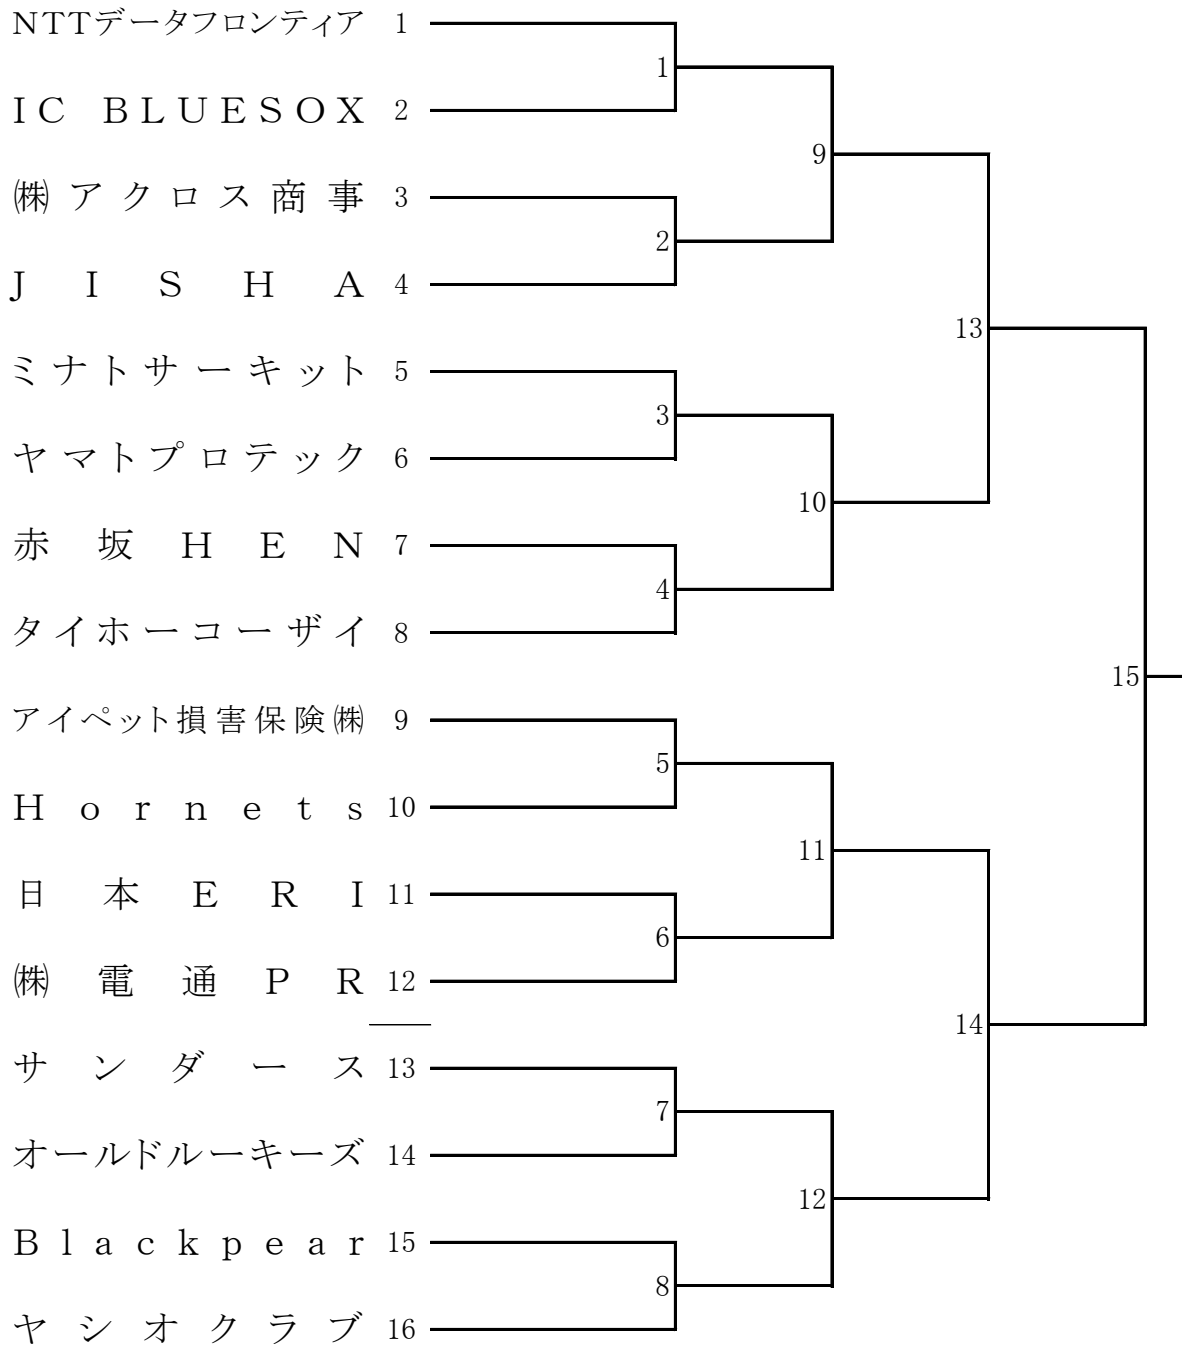 NTTデータフロンティア 1
1
IC BLUESOX 2
9
㈱アクロス商事 3
2
JISHA 4
13
ミナトサーキット 5
3
ヤマトプロテック 6
10
赤坂HEN 7
4
タイホーコーザイ 8
15
アイペット損害保険㈱ 9
5
Hornets 10
11
日本ERI 11
6
㈱電通PR 12
14
サンダース 13
7
オールドルーキーズ 14
12
Blackpear 15
8
ヤシオクラブ 16